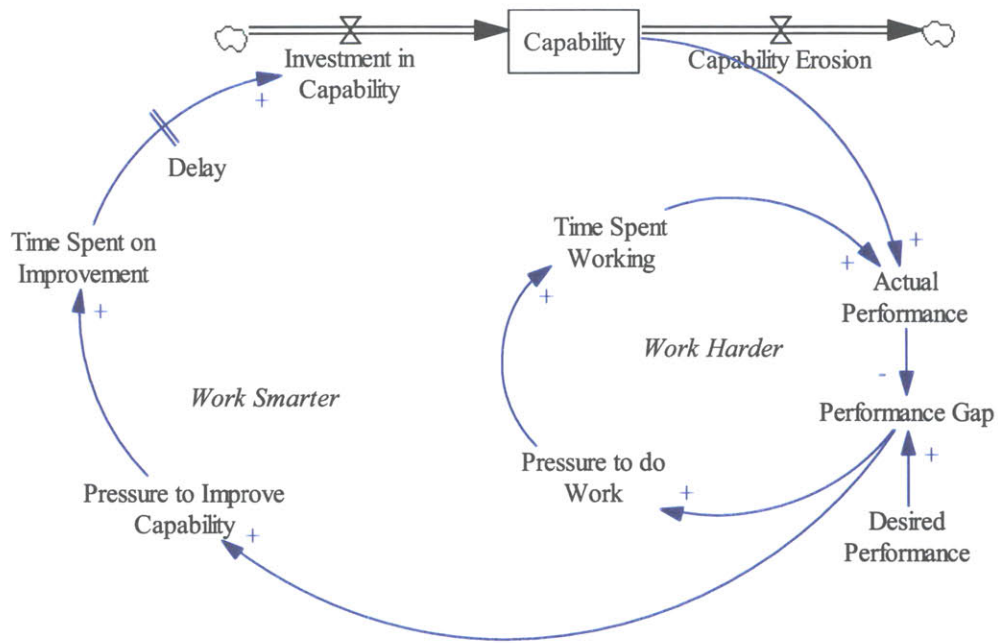 Capability
Investment in
Capability
Capability Erosion
+
Delay
Time Spent on
Improvement
+
Time Spent
Working
+
+
+
Actual
Performance
Work Harder
-
Work Smarter
Performance Gap
+
Pressure to do
Work
+
Pressure to Improve
Capability
+
Desired
Performance